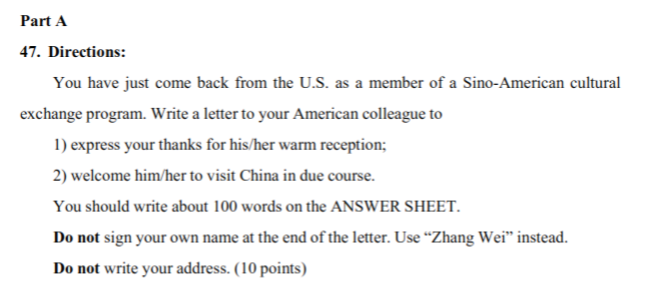 Part A
47. Directions:
You have just come back from the U.S. as a member of a Sino-American cultural
exchange program. Write a letter to your American colleague to
1) express your thanks for his/her warm reception;
2) welcome him/her to visit China in due course.
You should write about 100 words on the ANSWER SHEET.
Do not sign your own name at the end of the letter. Use “Zhang Wei” instead.
Do not write your address. (10 points)